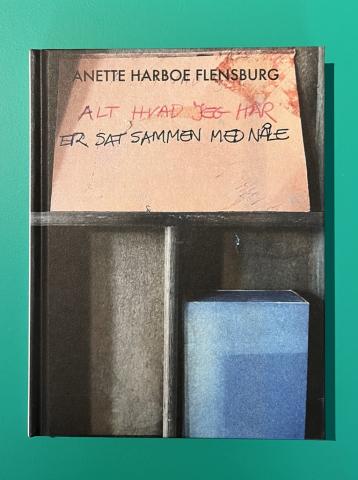 ANETTE HARBOE FLENSBURG
ALT HVAD JEG HAR
ER SAT SAMMEN MED NÅLE